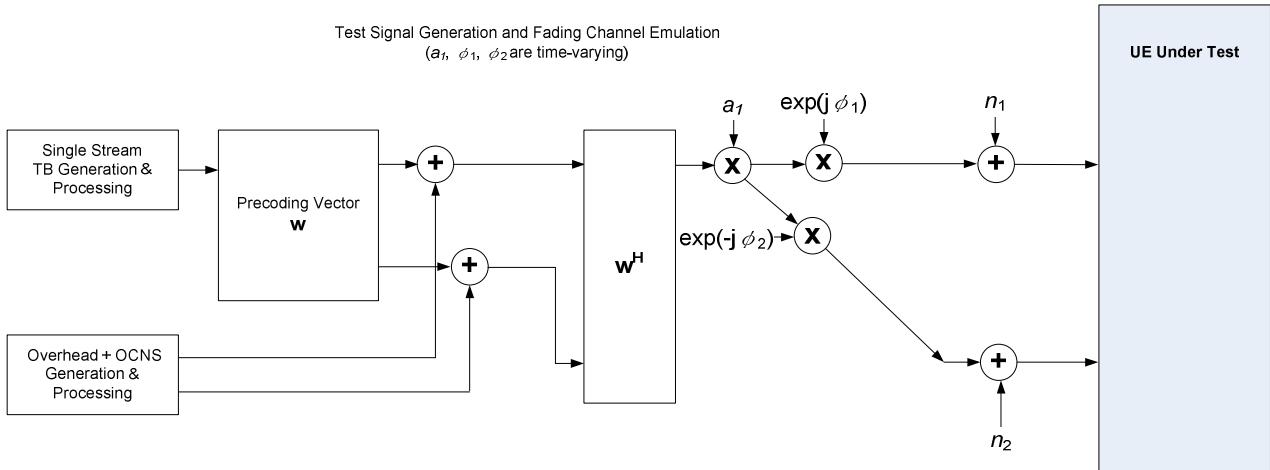 Test Signal Generation and Fading Channel Emulation
(a₁, ϕ₁, ϕ₂ are time-varying)
UE Under Test
a₁
exp(j ϕ₁)
n₁
Single Stream
TB Generation &
Processing
+
x
x
+
Precoding Vector
w
exp(-j ϕ₂)
x
+
wᴴ
Overhead + OCNS
Generation &
Processing
+
n₂